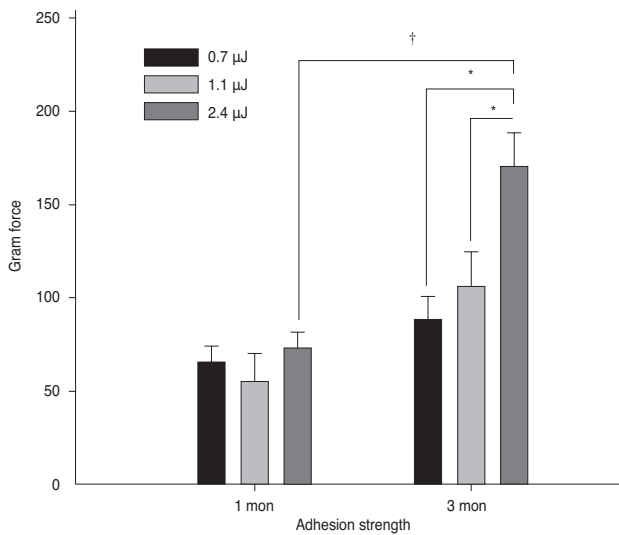 250
200
150
100
50
0
Gram force
0.7 µJ
1.1 µJ
2.4 µJ
†
*
*
1 mon
3 mon
Adhesion strength